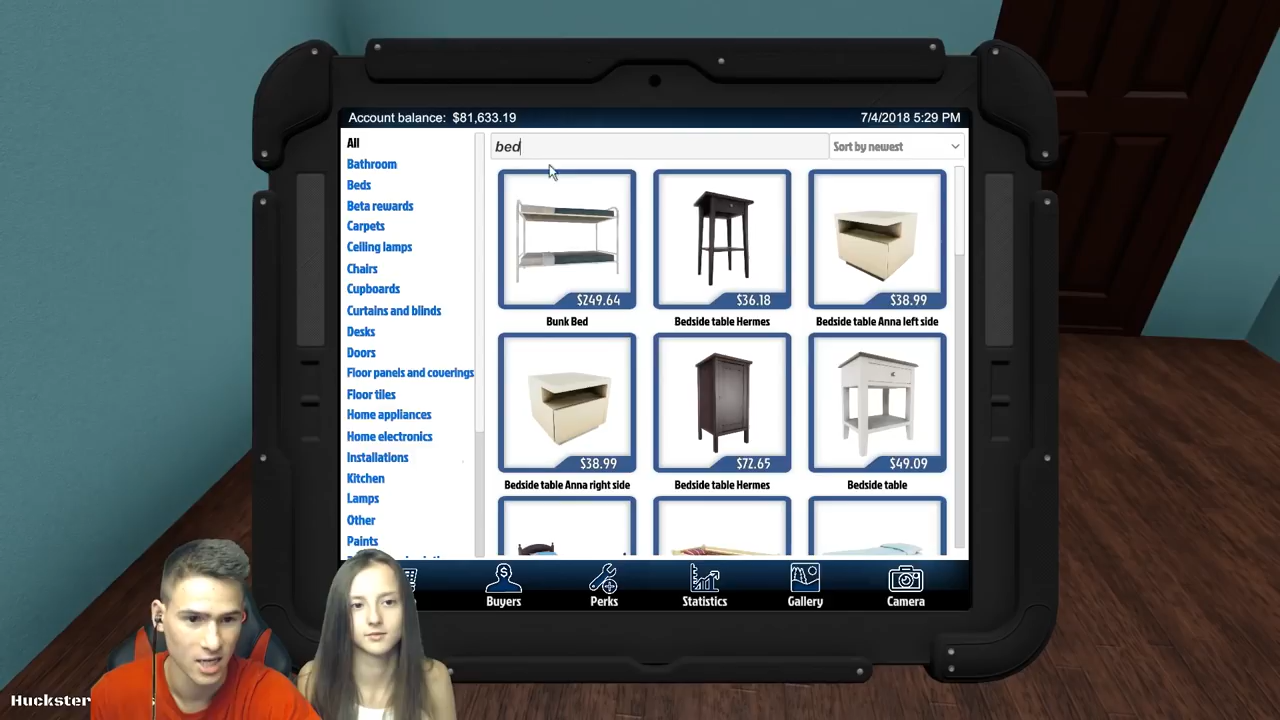 Account balance: $81,633.19
7/4/2018 5:29 PM
All
Bathroom
Beds
Beta rewards
Carpets
Ceiling lamps
Chairs
Cupboards
Curtains and blinds
Desks
Doors
Floor panels and coverings
Floor tiles
Home appliances
Home electronics
Installations
Kitchen
Lamps
Other
Paints
bed
Sort by newest
$249.64
$36.18
$38.99
Bunk Bed
Bedside table Hermes
Bedside table Anna left side
$38.99
$72.65
$49.09
Bedside table Anna right side
Bedside table Hermes
Bedside table
Buyers
Perks
Statistics
Gallery
Camera
Huckster